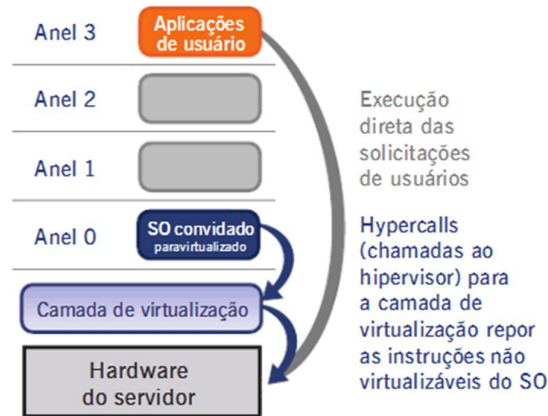 Anel 3
Aplicações
de usuário
Anel 2
Anel 1
Anel 0
SO convidado
paravirtualizado
Camada de virtualização
Hardware
do servidor
Execução
direta das
solicitações
de usuários
Hypercalls
(chamadas ao
hipervisor) para
a camada de
virtualização repor
as instruções não
virtualizáveis do SO